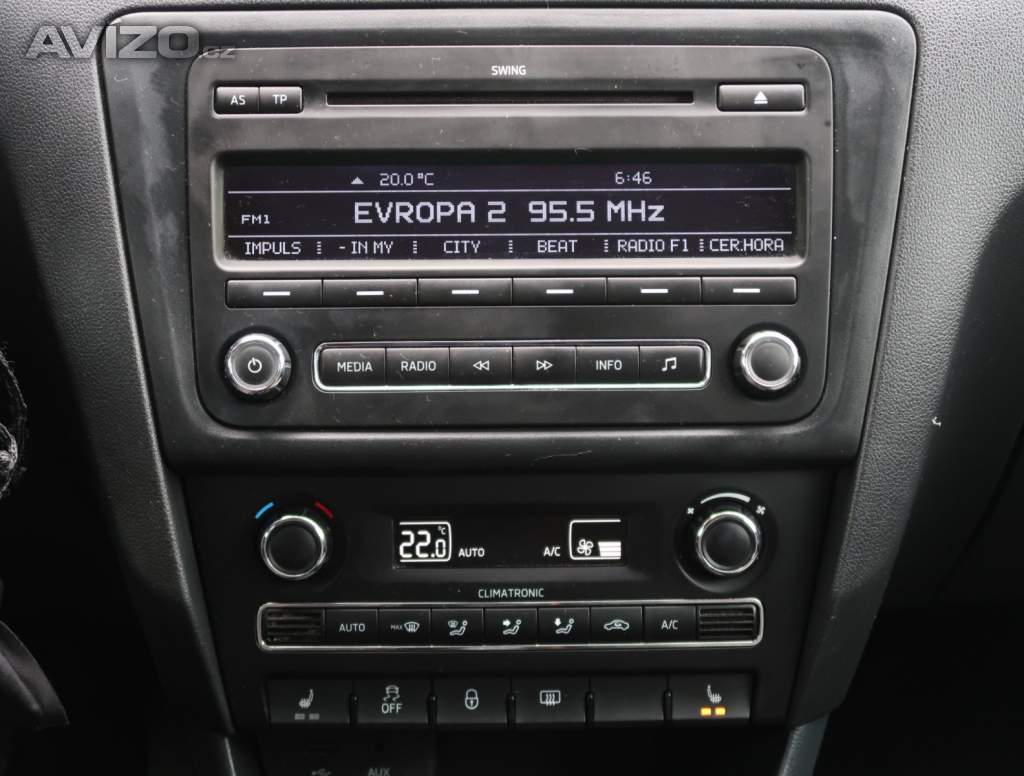 AVIZO.cz
SWING
AS TP
20.0 °C 6:46
FM1 EVROPA 2 95.5 MHz
IMPULS - IN MY CITY BEAT RADIO F1 CER.HORA
MEDIA RADIO INFO
22.0 °C AUTO A/C
CLIMATRONIC
AUTO MAX A/C
OFF
AUX